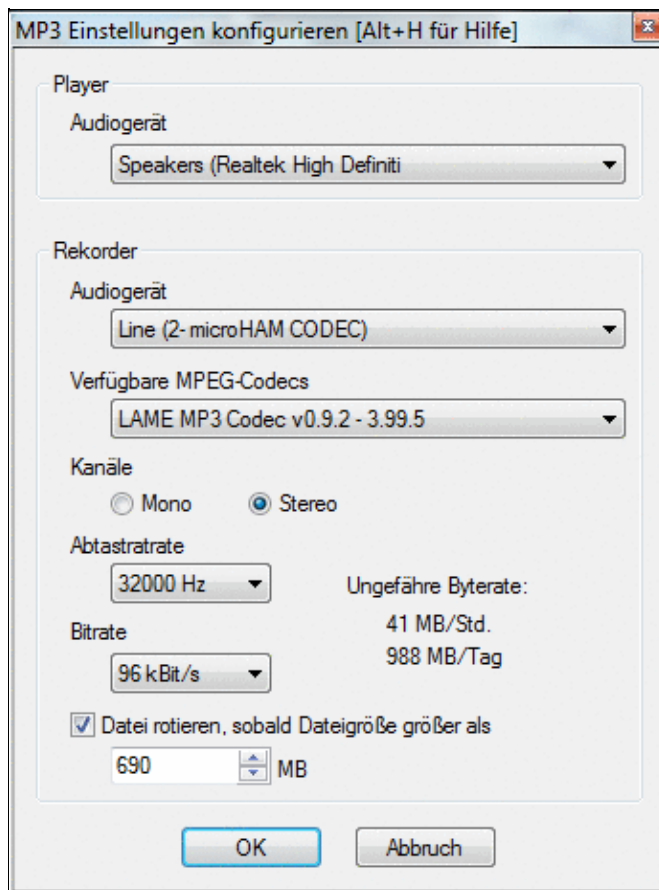 MP3 Einstellungen konfigurieren [Alt+H für Hilfe]
Player
Audiogerät
Speakers (Realtek High Definiti
Rekorder
Audiogerät
Line (2- microHAM CODEC)
Verfügbare MPEG-Codecs
LAME MP3 Codec v0.9.2 - 3.99.5
Kanäle
Mono Stereo
Abtastratrate
32000 Hz
Ungefähre Byterate:
41 MB/Std.
988 MB/Tag
Bitrate
96 kBit/s
Datei rotieren, sobald Dateigröße größer als
690 MB
OK Abbruch